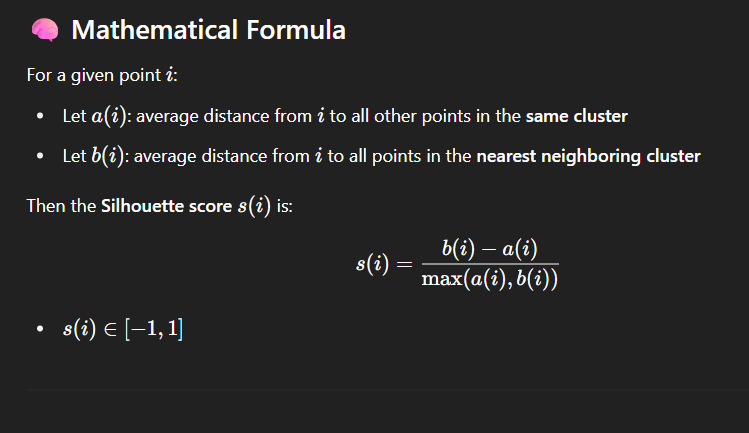 🧠 Mathematical Formula
For a given point i:
• Let a(i): average distance from i to all other points in the same cluster
• Let b(i): average distance from i to all points in the nearest neighboring cluster
Then the Silhouette score s(i) is:
s(i) = \frac{b(i) − a(i)}{max(a(i), b(i))}
• s(i) ∈ [−1, 1]